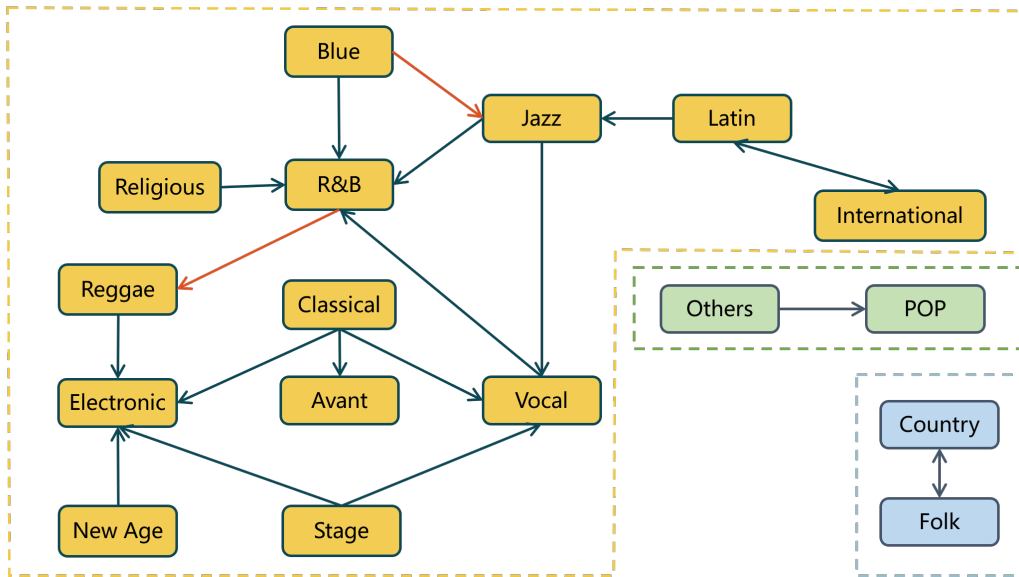 Blue
Jazz
Latin
Religious
R&B
International
Reggae
Classical
Others
POP
Electronic
Avant
Vocal
Country
New Age
Stage
Folk